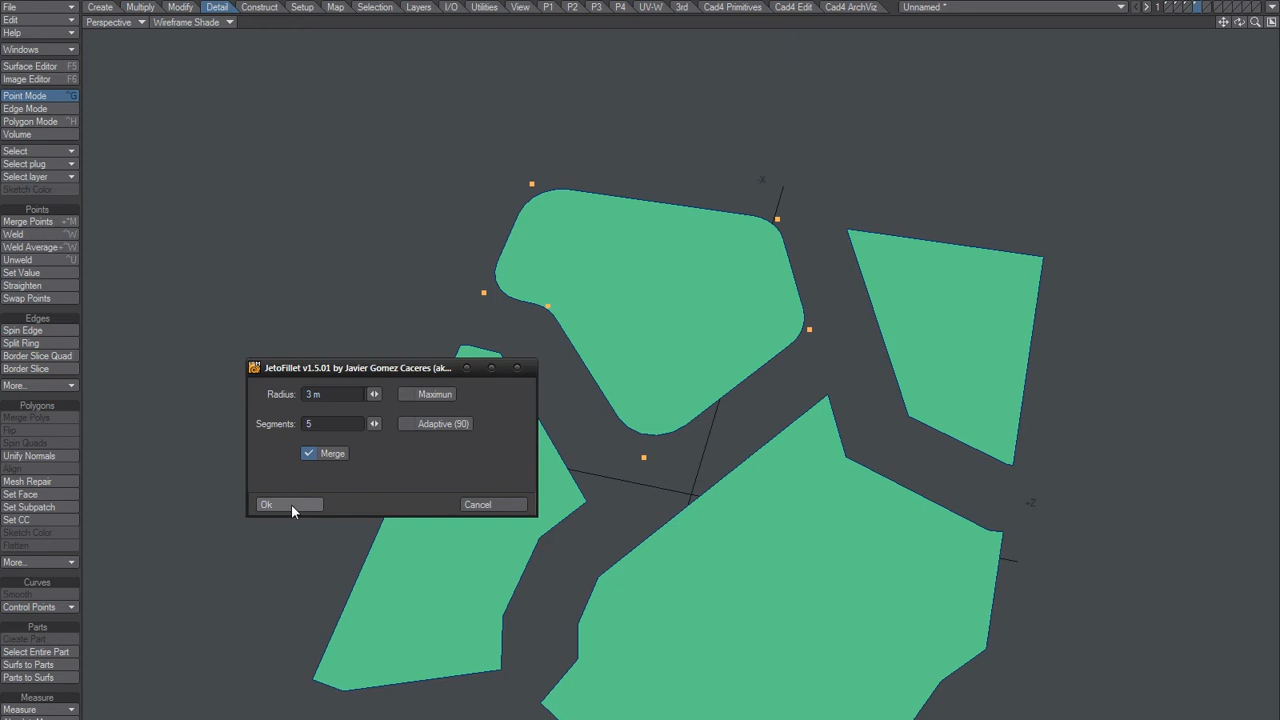 File
Create Multiply Modify Detail Construct Setup Map Selection Layers I/O Utilities View P1 P2 P3 P4 UV-W 3rd Cad4 Primitives Cad4 Edit Cad4 ArchViz Unnamed * 1
Edit
Perspective Wireframe Shade
Help
Windows
Surface Editor F5
Image Editor F6
Point Mode ^G
Edge Mode
Polygon Mode ^H
Volume
Select
Select plug
Select layer
Sketch Color
Points
Merge Points +^M
Weld ^W
Weld Average+^W
Unweld ^U
Set Value
Straighten
Swap Points
Edges
Spin Edge
Split Ring
Border Slice Quad
Border Slice
More...
Polygons
Merge Polys
Flip
Spin Quads
Unify Normals
Align
Mesh Repair
Set Face
Set Subpatch
Set CC
Sketch Color
Flatten
More...
Curves
Smooth
Control Points
Parts
Create Part
Select Entire Part
Surfs to Parts
Parts to Surfs
Measure
Measure
-X
+Z
JetoFillet v1.5.01 by Javier Gomez Caceres (ak...
Radius: 3 m Maximun
Segments: 5 Adaptive (90)
Merge
Ok Cancel